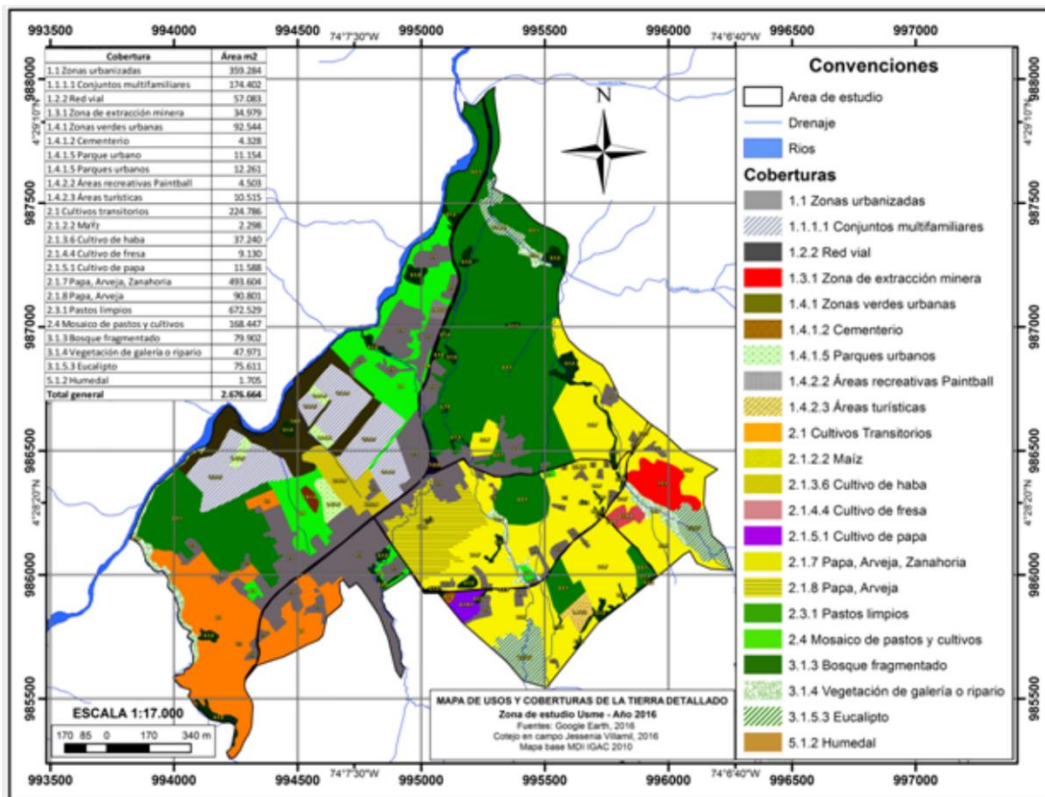 993500 994000 994500 995000 995500 996000 996500 997000
74°7'30"W 74°6'40"W
988000
987500
987000
986500
986000
985500
4°29'10"N
4°28'20"N
Cobertura Área m2
1.1 Zonas urbanizadas 359.284
1.1.1.1 Conjuntos multifamiliares 174.402
1.2.2 Red vial 57.083
1.3.1 Zona de extracción minera 34.979
1.4.1 Zonas verdes urbanas 92.544
1.4.1.2 Cementerio 4.328
1.4.1.5 Parque urbano 11.154
1.4.1.5 Parques urbanos 12.261
1.4.2.2 Áreas recreativas Paintball 4.503
1.4.2.3 Áreas turísticas 10.515
2.1 Cultivos transitorios 224.786
2.1.2.2 Maíz 2.298
2.1.3.6 Cultivo de haba 37.240
2.1.4.4 Cultivo de fresa 9.130
2.1.5.1 Cultivo de papa 11.588
2.1.7 Papa, Arveja, Zanahoria 493.604
2.1.8 Papa, Arveja 90.801
2.3.1 Pastos limpios 672.529
2.4 Mosaico de pastos y cultivos 168.447
3.1.3 Bosque fragmentado 79.902
3.1.4 Vegetación de galería o ripario 47.971
3.1.5.3 Eucalipto 75.611
5.1.2 Humedal 1.705
Total general 2.676.664
N
ESCALA 1:17.000
170 85 0 170 340 m
MAPA DE USOS Y COBERTURAS DE LA TIERRA DETALLADO
Zona de estudio Usme - Año 2016
Fuentes: Google Earth, 2016
Cotejo en campo Jessenia Villamil, 2016
Mapa base MDI IGAC 2010
Convenciones
Area de estudio
Drenaje
Rios
Coberturas
1.1 Zonas urbanizadas
1.1.1.1 Conjuntos multifamiliares
1.2.2 Red vial
1.3.1 Zona de extracción minera
1.4.1 Zonas verdes urbanas
1.4.1.2 Cementerio
1.4.1.5 Parques urbanos
1.4.2.2 Áreas recreativas Paintball
1.4.2.3 Áreas turísticas
2.1 Cultivos Transitorios
2.1.2.2 Maíz
2.1.3.6 Cultivo de haba
2.1.4.4 Cultivo de fresa
2.1.5.1 Cultivo de papa
2.1.7 Papa, Arveja, Zanahoria
2.1.8 Papa, Arveja
2.3.1 Pastos limpios
2.4 Mosaico de pastos y cultivos
3.1.3 Bosque fragmentado
3.1.4 Vegetación de galería o ripario
3.1.5.3 Eucalipto
5.1.2 Humedal
988000
987500
987000
986500
986000
985500
4°29'10"N
4°28'20"N
993500 994000 994500 995000 995500 996000 996500 997000
74°7'30"W 74°6'40"W